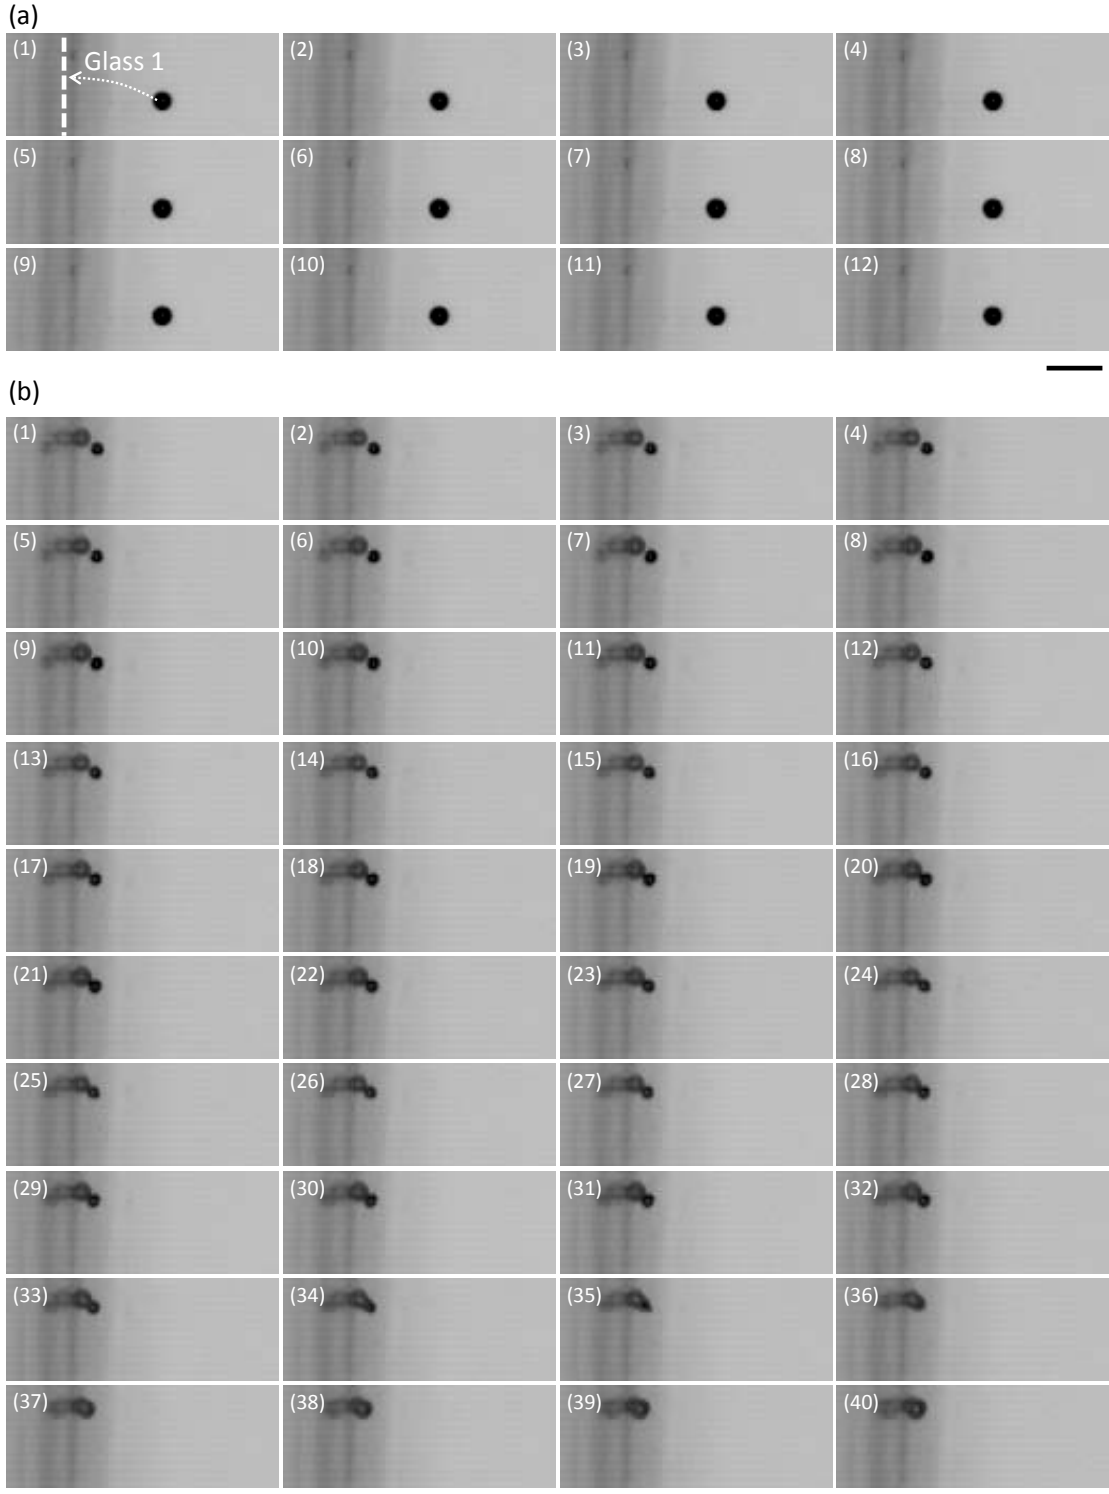 (a)
(1) (2) (3) (4)
Glass 1
(5) (6) (7) (8)
(9) (10) (11) (12)
(b)
(1) (2) (3) (4)
(5) (6) (7) (8)
(9) (10) (11) (12)
(13) (14) (15) (16)
(17) (18) (19) (20)
(21) (22) (23) (24)
(25) (26) (27) (28)
(29) (30) (31) (32)
(33) (34) (35) (36)
(37) (38) (39) (40)